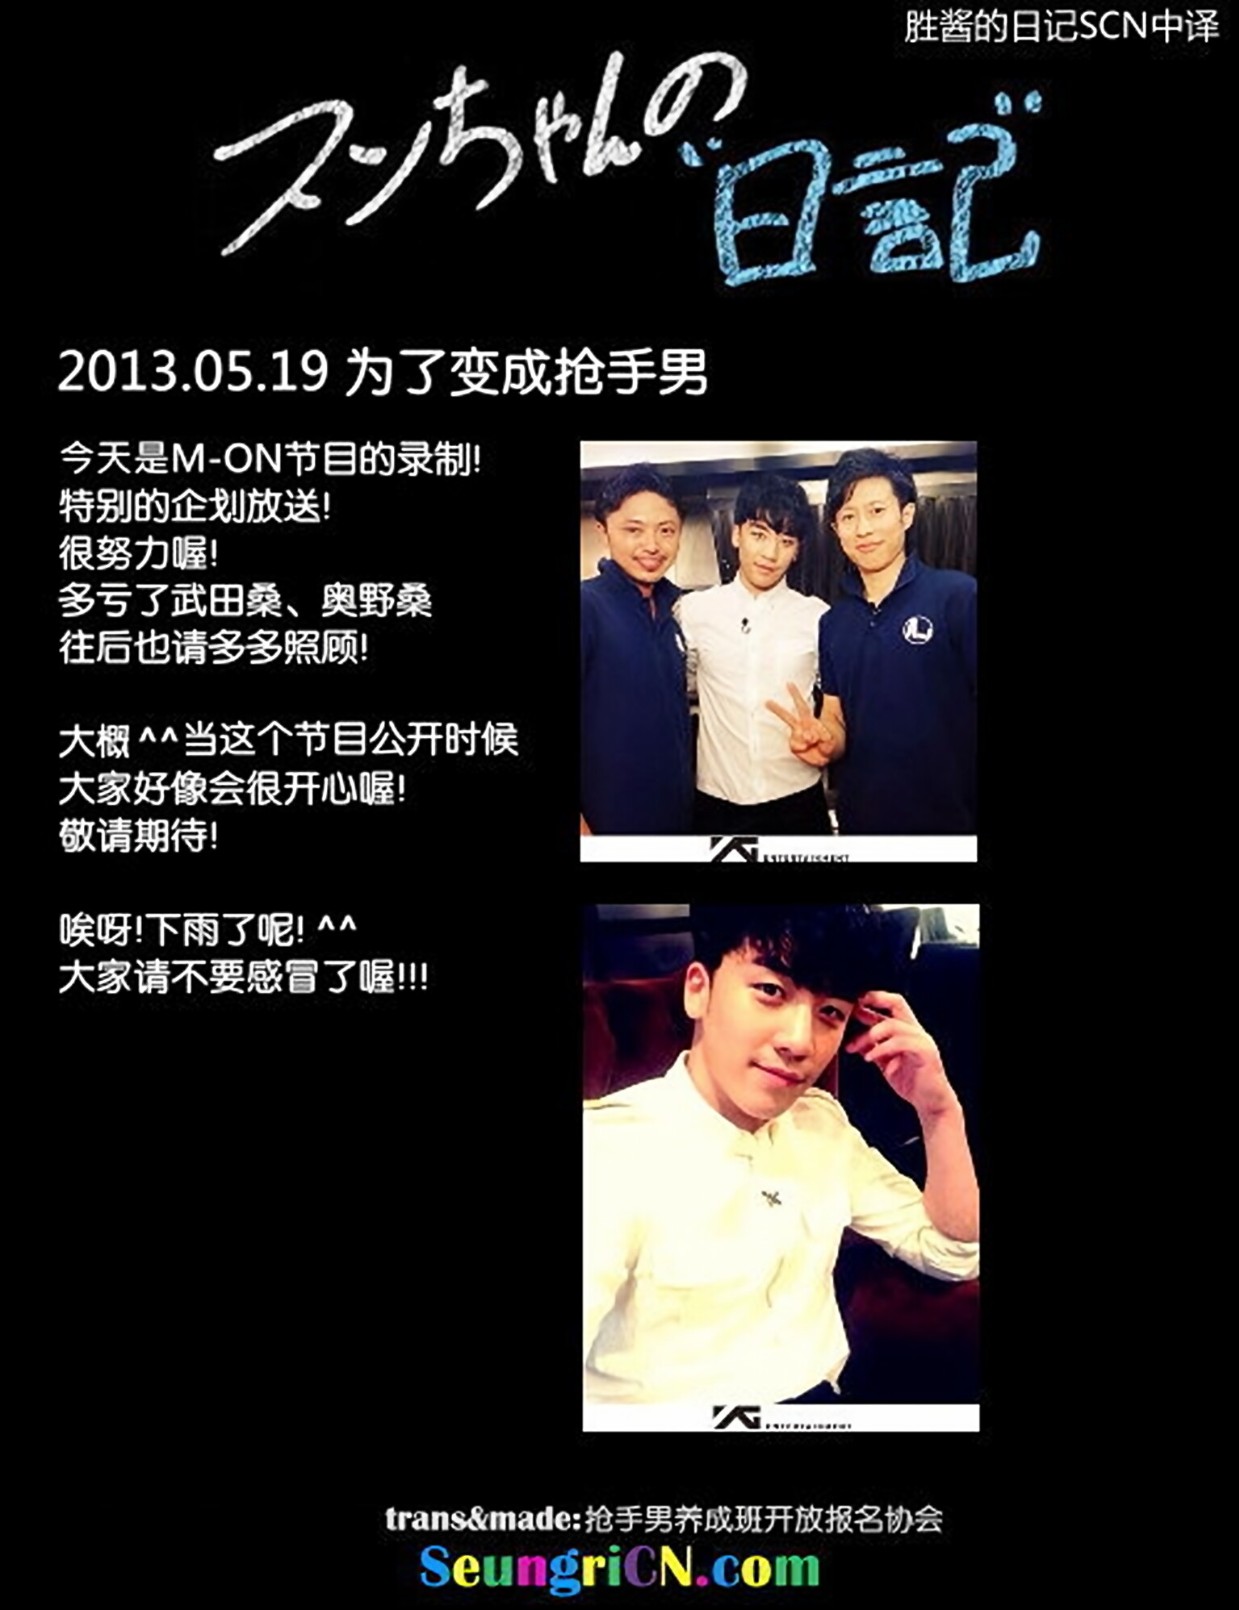 胜酱的日记SCN中译
スンちゃんの
日記
2013.05.19 为了变成抢手男
今天是M-ON节目的录制!
特别的企划放送!
很努力喔!
多亏了武田桑、奥野桑
往后也请多多照顾!
大概 ^^当这个节目公开时候
大家好像会很开心喔!
敬请期待!
唉呀!下雨了呢! ^^
大家请不要感冒了喔!!!
YG ENTERTAINMENT
YG ENTERTAINMENT
trans&made:抢手男养成班开放报名协会
SeungriCN.com